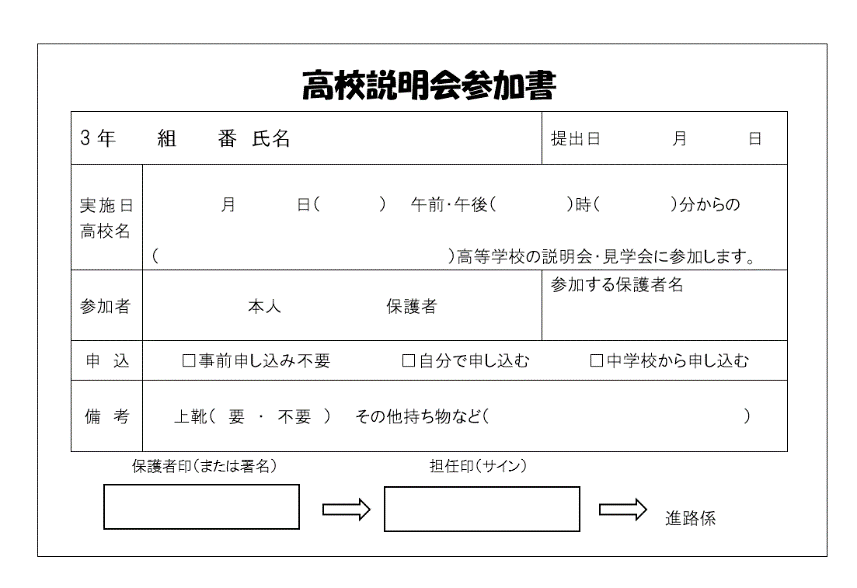 高校説明会参加書
3年　　組　　番 氏名　　　　　　提出日　　　月　　　日
実施日
高校名
月　　　日(　　　)　午前・午後(　　　)時(　　　)分からの
(　　　　　　　　　　　　　　)高等学校の説明会・見学会に参加します。
参加者　　　本人　　　　　保護者　　　　　参加する保護者名
申　込　　□事前申し込み不要　　　□自分で申し込む　　　□中学校から申し込む
備　考　　上靴(　要　・　不要　)　その他持ち物など(　　　　　　　　　　　)
保護者印(または署名)　　　　　　担任印(サイン)
進路係